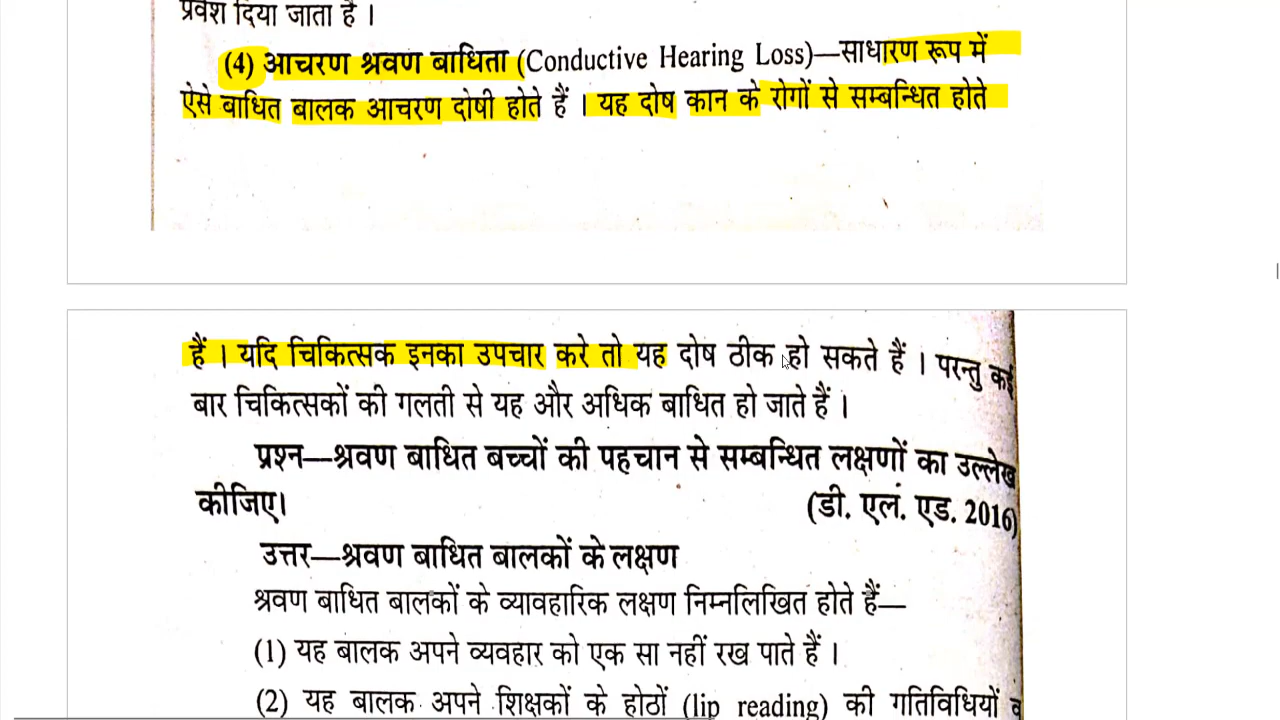 प्रवेश दिया जाता है ।
(4) आचरण श्रवण बाधिता (Conductive Hearing Loss)—साधारण रूप में
ऐसे बाधित बालक आचरण दोषी होते हैं । यह दोष कान के रोगों से सम्बन्धित होते
हैं । यदि चिकित्सक इनका उपचार करे तो यह दोष ठीक हो सकते हैं । परन्तु कई
बार चिकित्सकों की गलती से यह और अधिक बाधित हो जाते हैं ।
प्रश्न—श्रवण बाधित बच्चों की पहचान से सम्बन्धित लक्षणों का उल्लेख
कीजिए। (डी. एलं. एड. 2016)
उत्तर—श्रवण बाधित बालकों के लक्षण
श्रवण बाधित बालकों के व्यावहारिक लक्षण निम्नलिखित होते हैं—
(1) यह बालक अपने व्यवहार को एक सा नहीं रख पाते हैं ।
(2) यह बालक अपने शिक्षकों के होठों (lip reading) की गतिविधियों